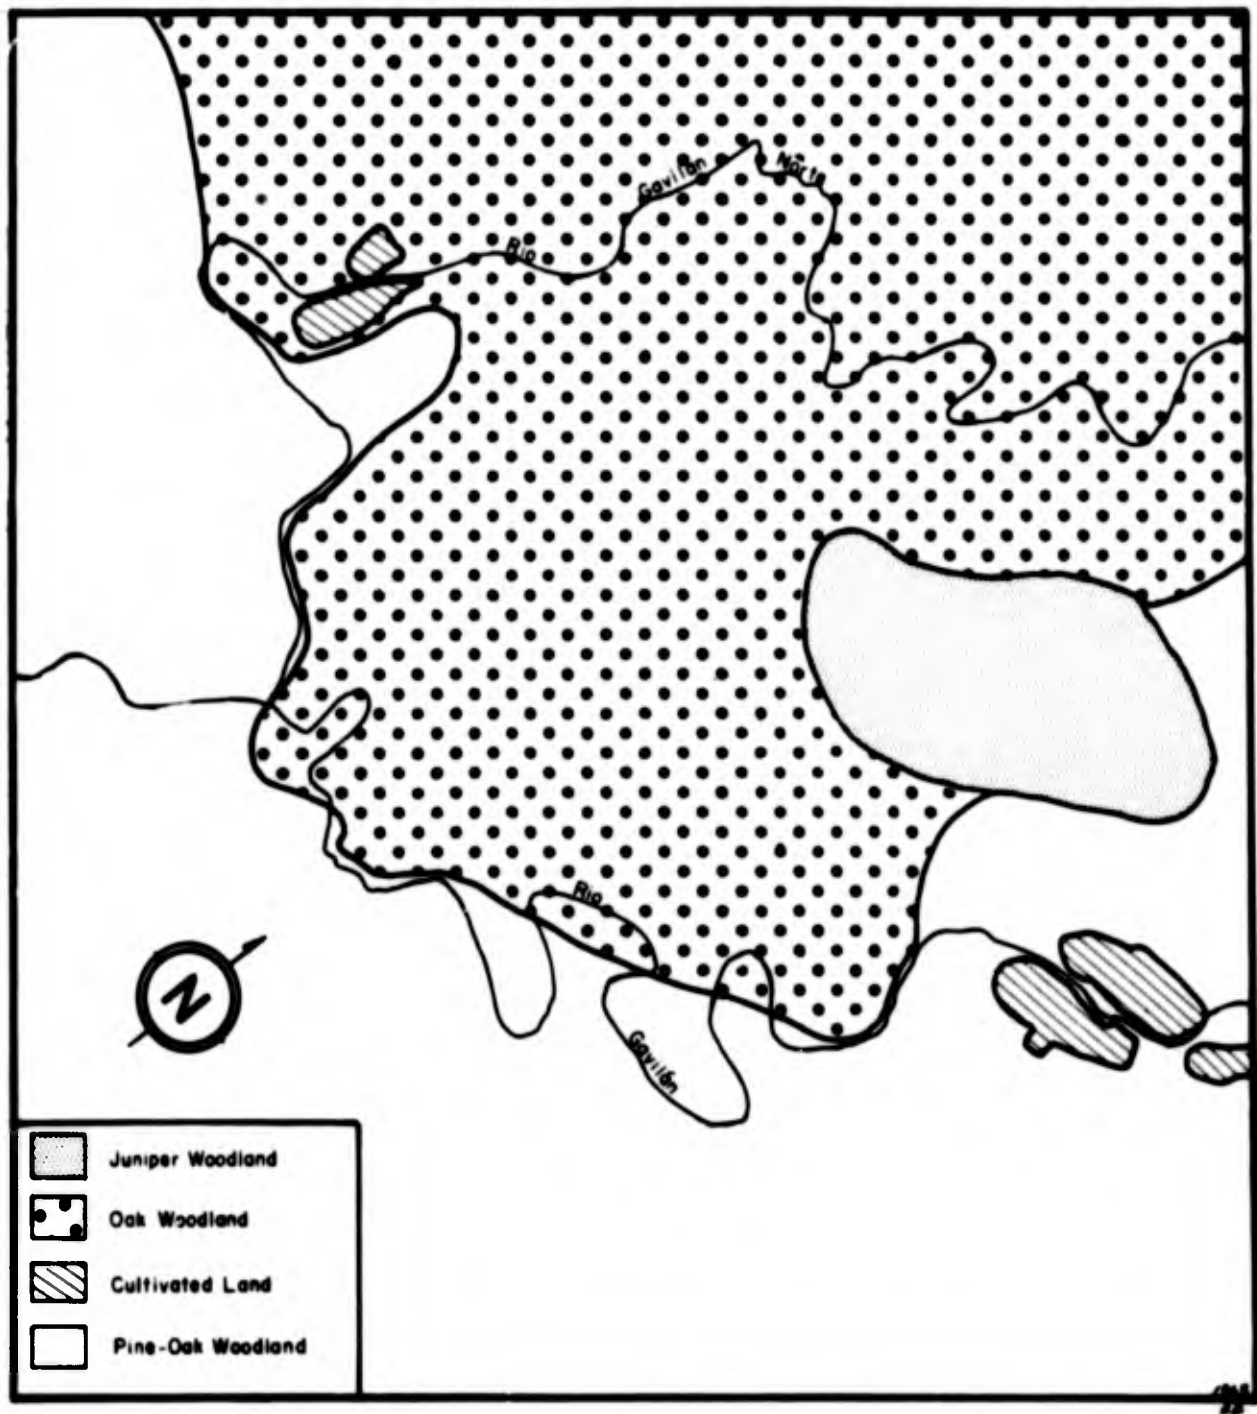 Rio Gavilán Norte
Rio
Gavilán
N
Juniper Woodland
Oak Woodland
Cultivated Land
Pine-Oak Woodland